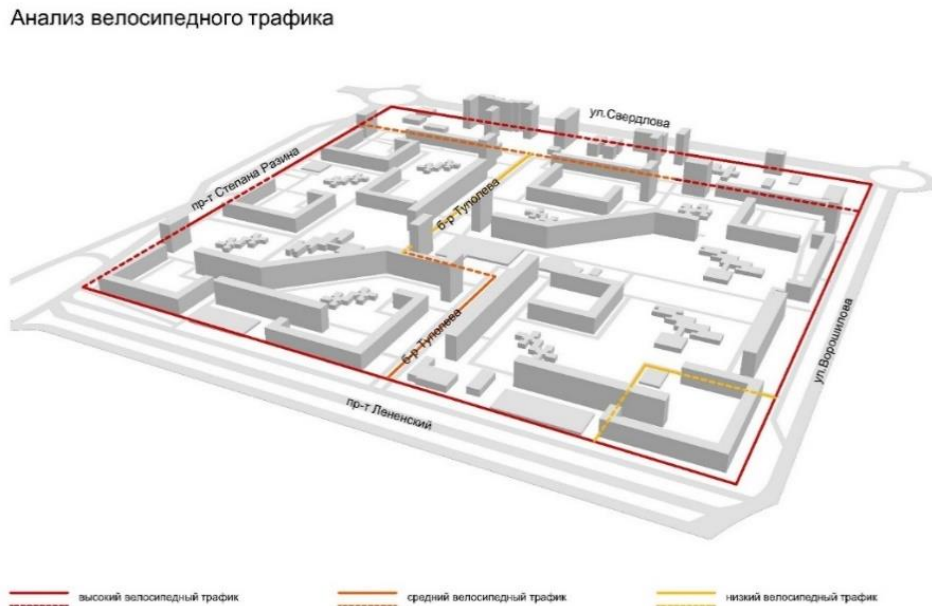 Анализ велосипедного трафика
ул.Свердлова
пр-т Степана Разина
б-р Туполева
б-р Туполева
ул.Ворошилова
пр-т Лененский
высокий велосипедный трафик
средний велосипедный трафик
низкий велосипедный трафик